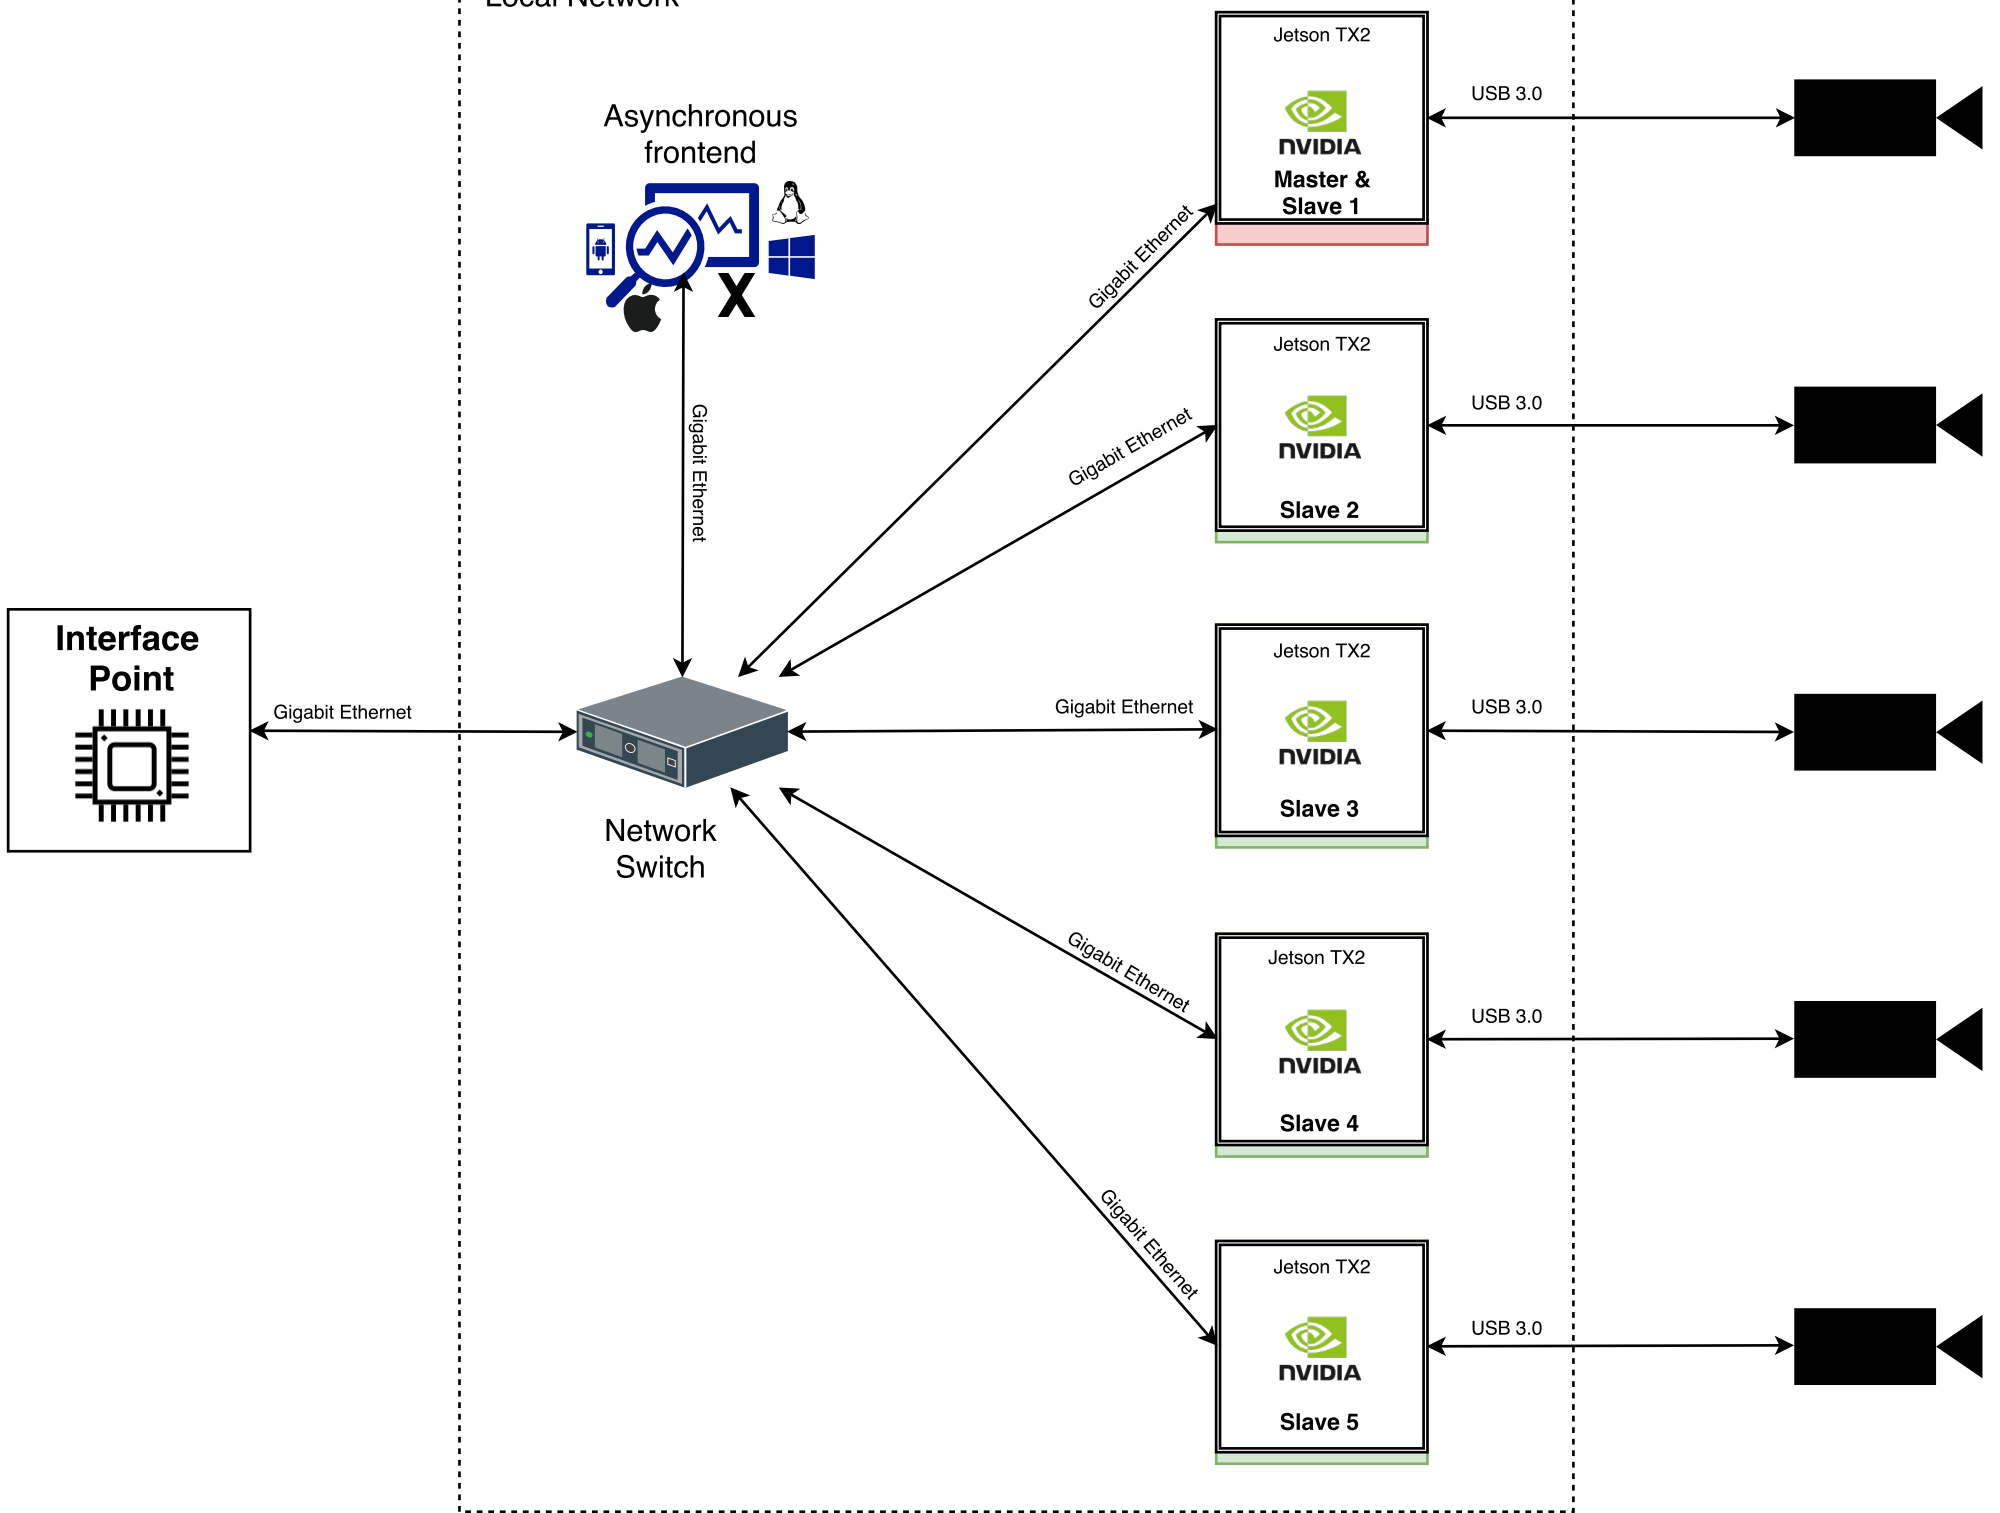 Local Network
Jetson TX2
NVIDIA
Master &
Slave 1
USB 3.0
Asynchronous
frontend
X
Gigabit Ethernet
Gigabit Ethernet
Jetson TX2
NVIDIA
Slave 2
USB 3.0
Gigabit Ethernet
Interface
Point
Gigabit Ethernet
Network
Switch
Gigabit Ethernet
Jetson TX2
NVIDIA
Slave 3
USB 3.0
Gigabit Ethernet
Jetson TX2
NVIDIA
Slave 4
USB 3.0
Gigabit Ethernet
Jetson TX2
NVIDIA
Slave 5
USB 3.0